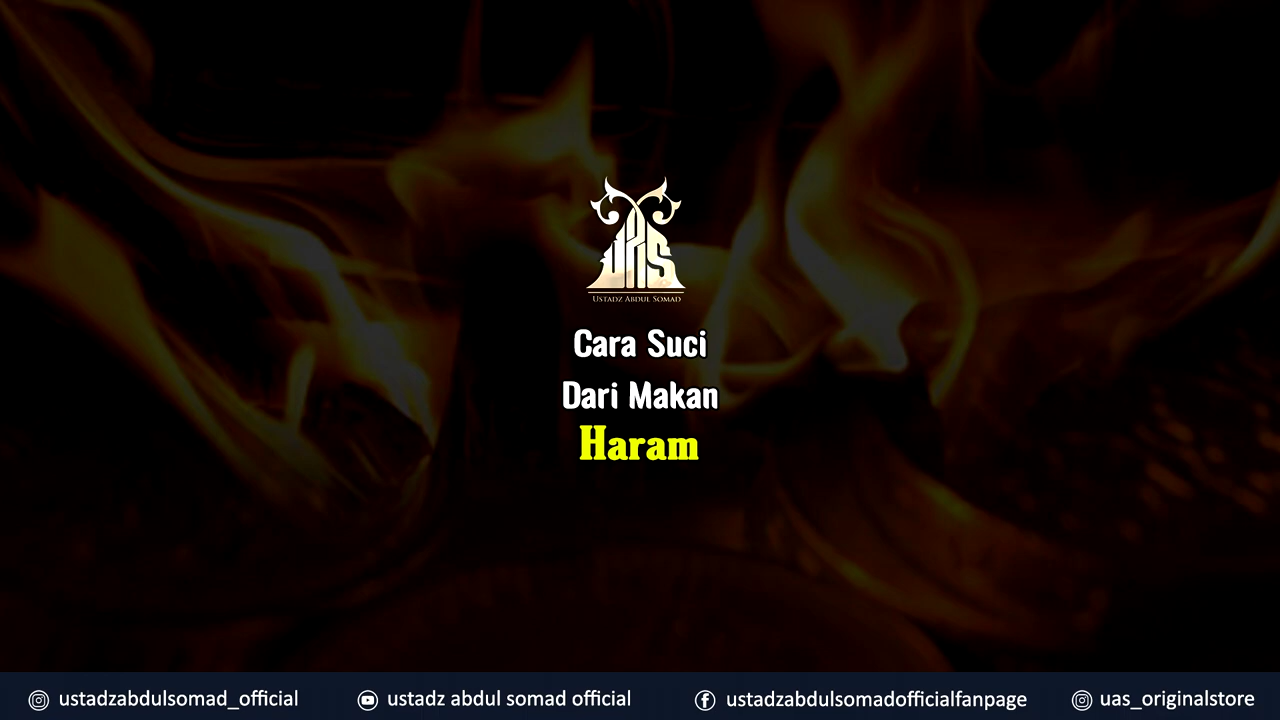 UAS
USTADZ ABDUL SOMAD
Cara Suci
Dari Makan
Haram
ustadzabdulsomad_official
ustadz abdul somad official
ustadzabdulsomadofficialfanpage
uas_originalstore